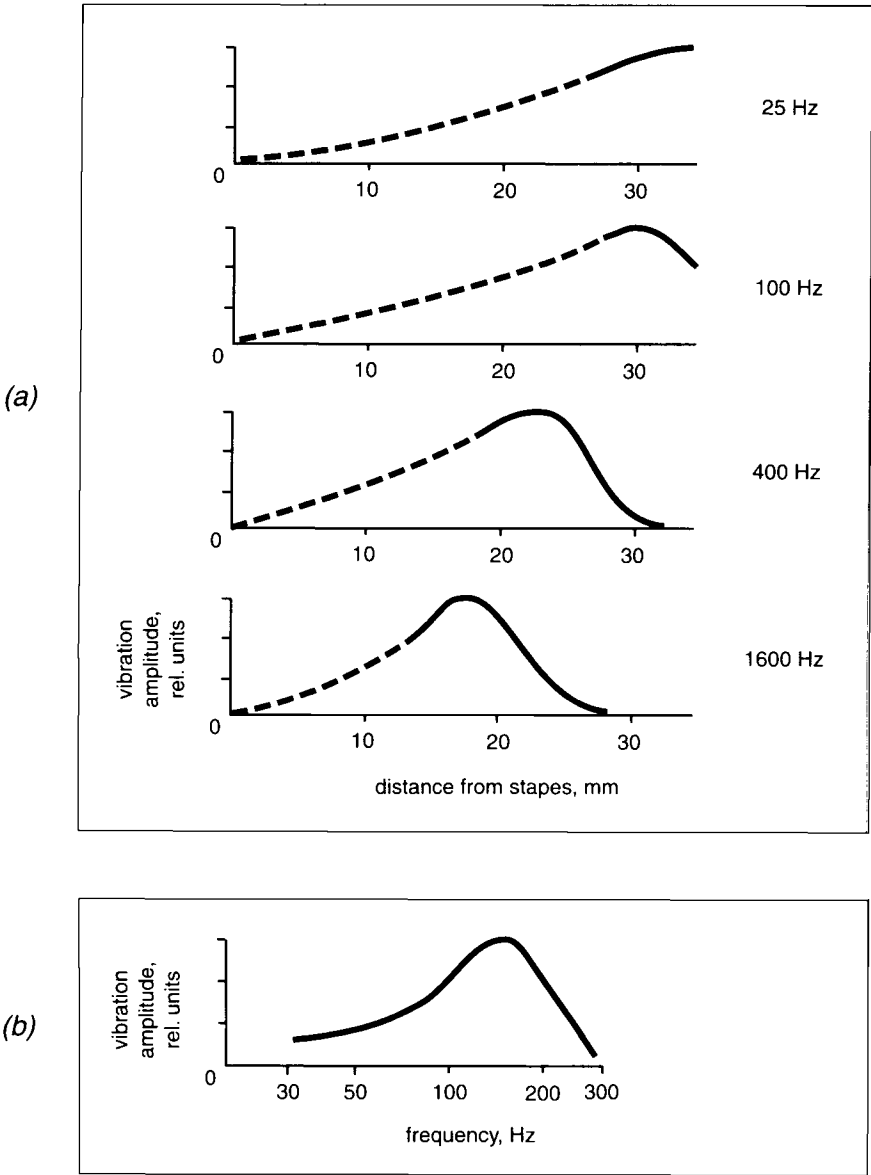 25 Hz
0
10 20 30
100 Hz
0
10 20 30
(a)
400 Hz
0
10 20 30
vibration
amplitude,
rel. units
1600 Hz
0
10 20 30
distance from stapes, mm
(b)
vibration
amplitude,
rel. units
0
30 50 100 200 300
frequency, Hz